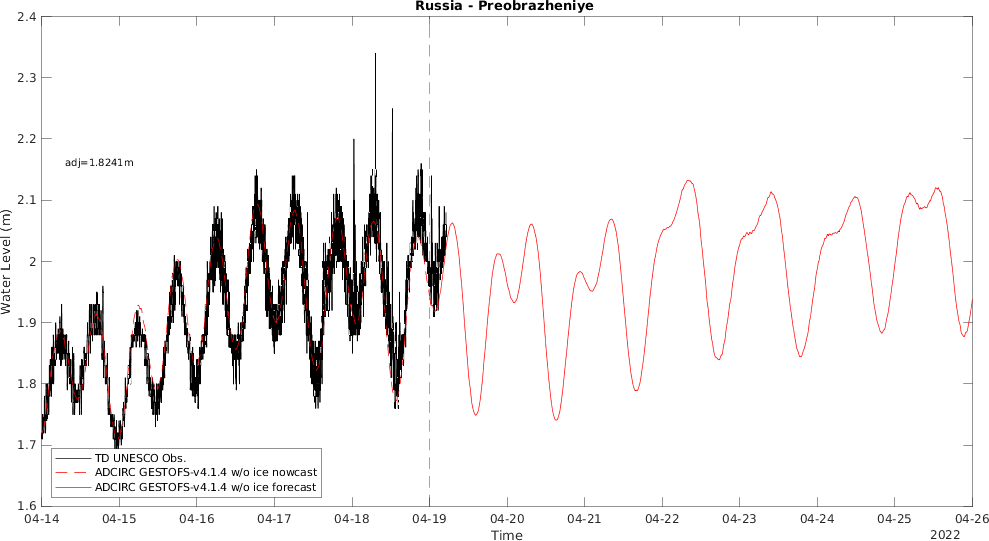 Russia - Preobrazheniye
2.4
2.3
2.2
2.1
2
1.9
1.8
1.7
1.6
Water Level (m)
adj=1.8241m
TD UNESCO Obs.
ADCIRC GESTOFS-v4.1.4 w/o ice nowcast
ADCIRC GESTOFS-v4.1.4 w/o ice forecast
04-14 04-15 04-16 04-17 04-18 04-19 04-20 04-21 04-22 04-23 04-24 04-25 04-26
Time
2022